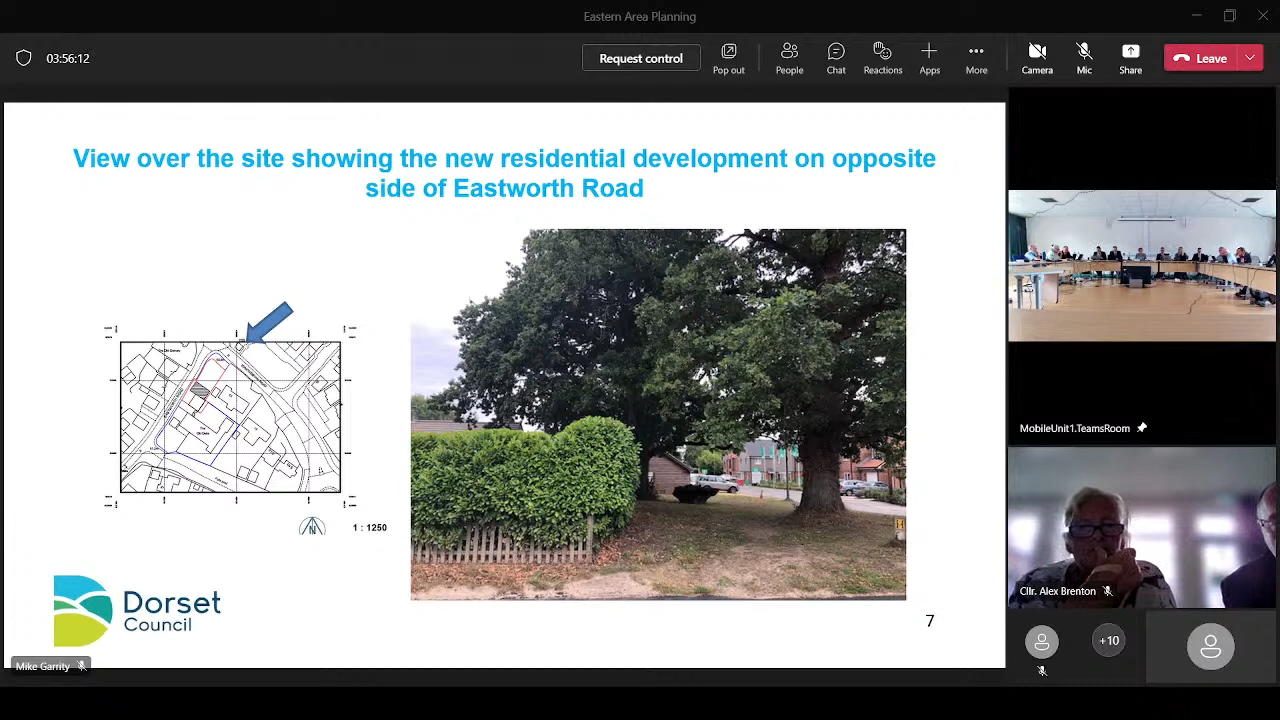 Eastern Area Planning
03:56:12
Request control
Pop out
People
Chat
Reactions
Apps
More
Camera
Mic
Share
Leave
View over the site showing the new residential development on opposite
side of Eastworth Road
1 : 1250
N
Dorset
Council
7
Mike Garrity
MobileUnit1.TeamsRoom
Cllr. Alex Brenton
+10